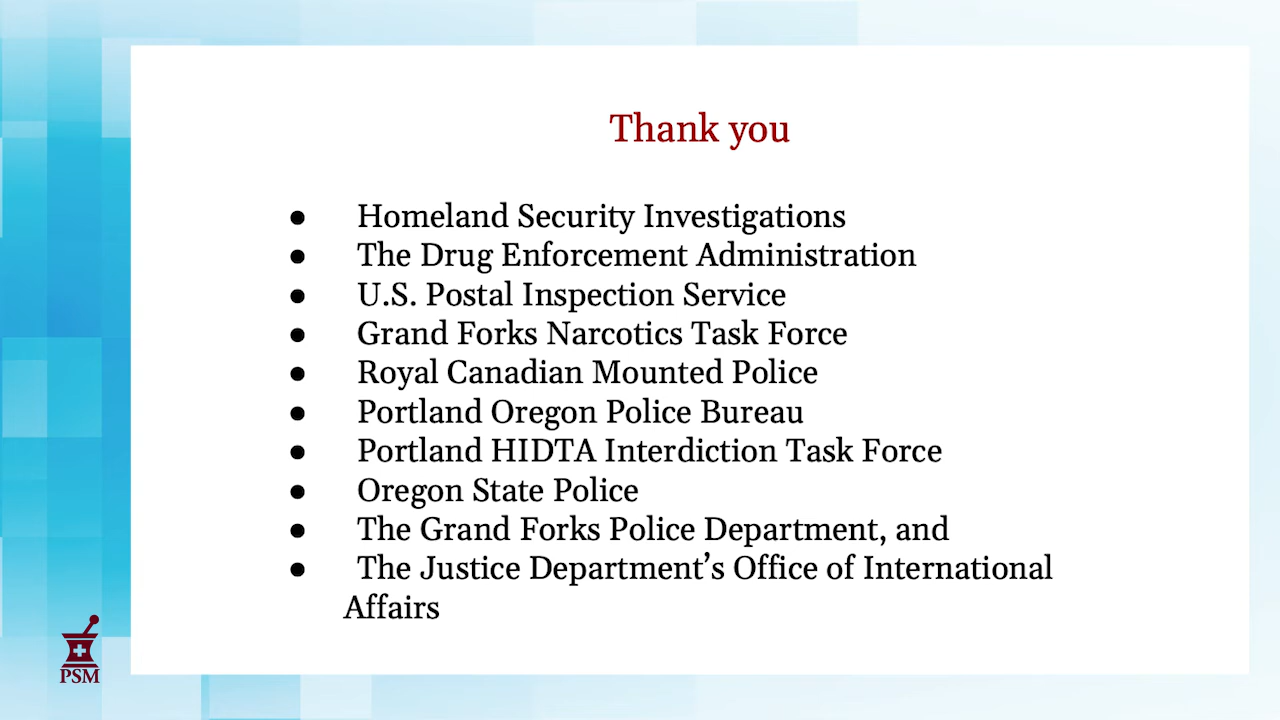 Thank you
● Homeland Security Investigations
● The Drug Enforcement Administration
● U.S. Postal Inspection Service
● Grand Forks Narcotics Task Force
● Royal Canadian Mounted Police
● Portland Oregon Police Bureau
● Portland HIDTA Interdiction Task Force
● Oregon State Police
● The Grand Forks Police Department, and
● The Justice Department’s Office of International
Affairs
PSM